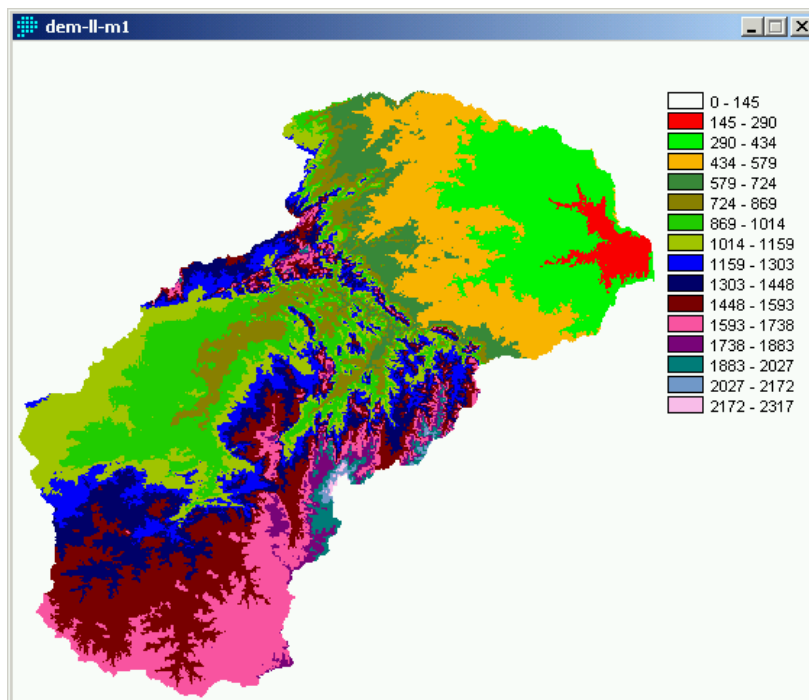 dem-ll-m1
0 - 145
145 - 290
290 - 434
434 - 579
579 - 724
724 - 869
869 - 1014
1014 - 1159
1159 - 1303
1303 - 1448
1448 - 1593
1593 - 1738
1738 - 1883
1883 - 2027
2027 - 2172
2172 - 2317